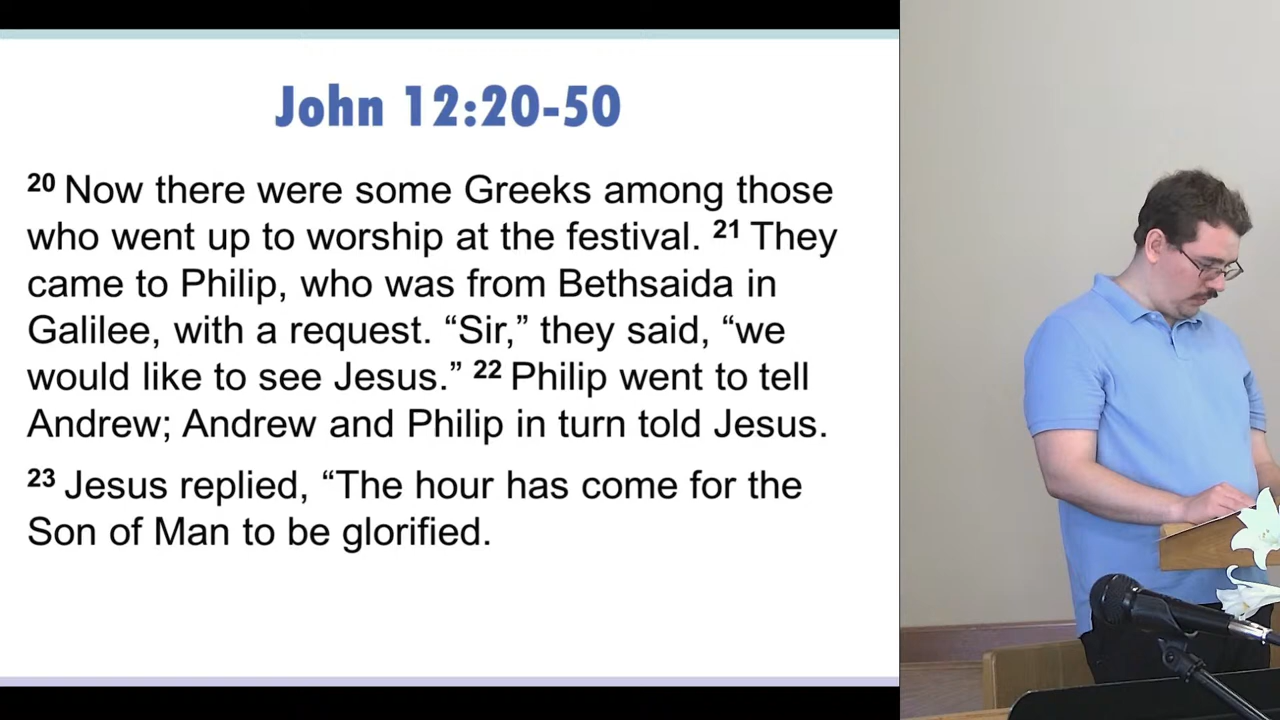 John 12:20-50
20 Now there were some Greeks among those
who went up to worship at the festival. 21 They
came to Philip, who was from Bethsaida in
Galilee, with a request. “Sir,” they said, “we
would like to see Jesus.” 22 Philip went to tell
Andrew; Andrew and Philip in turn told Jesus.
23 Jesus replied, “The hour has come for the
Son of Man to be glorified.